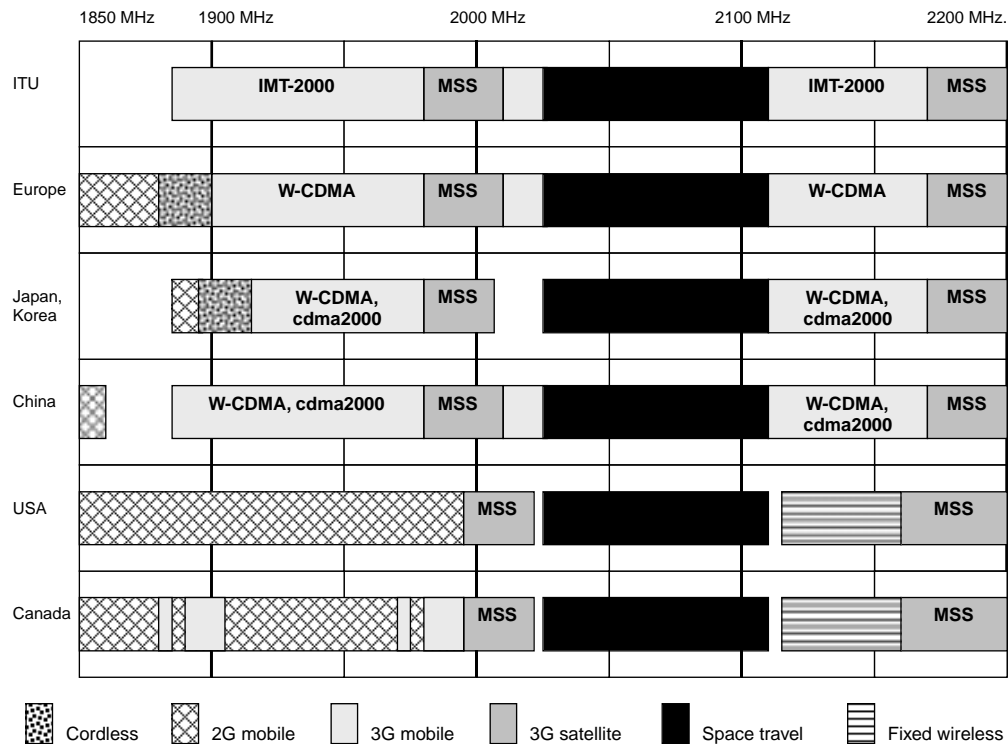 1850 MHz 1900 MHz 2000 MHz 2100 MHz 2200 MHz.
ITU IMT-2000 MSS IMT-2000 MSS
Europe W-CDMA MSS W-CDMA MSS
Japan,
Korea
W-CDMA,
cdma2000
MSS
W-CDMA,
cdma2000
MSS
China W-CDMA, cdma2000 MSS
W-CDMA,
cdma2000
MSS
USA MSS MSS
Canada MSS MSS
Cordless 2G mobile 3G mobile 3G satellite Space travel Fixed wireless